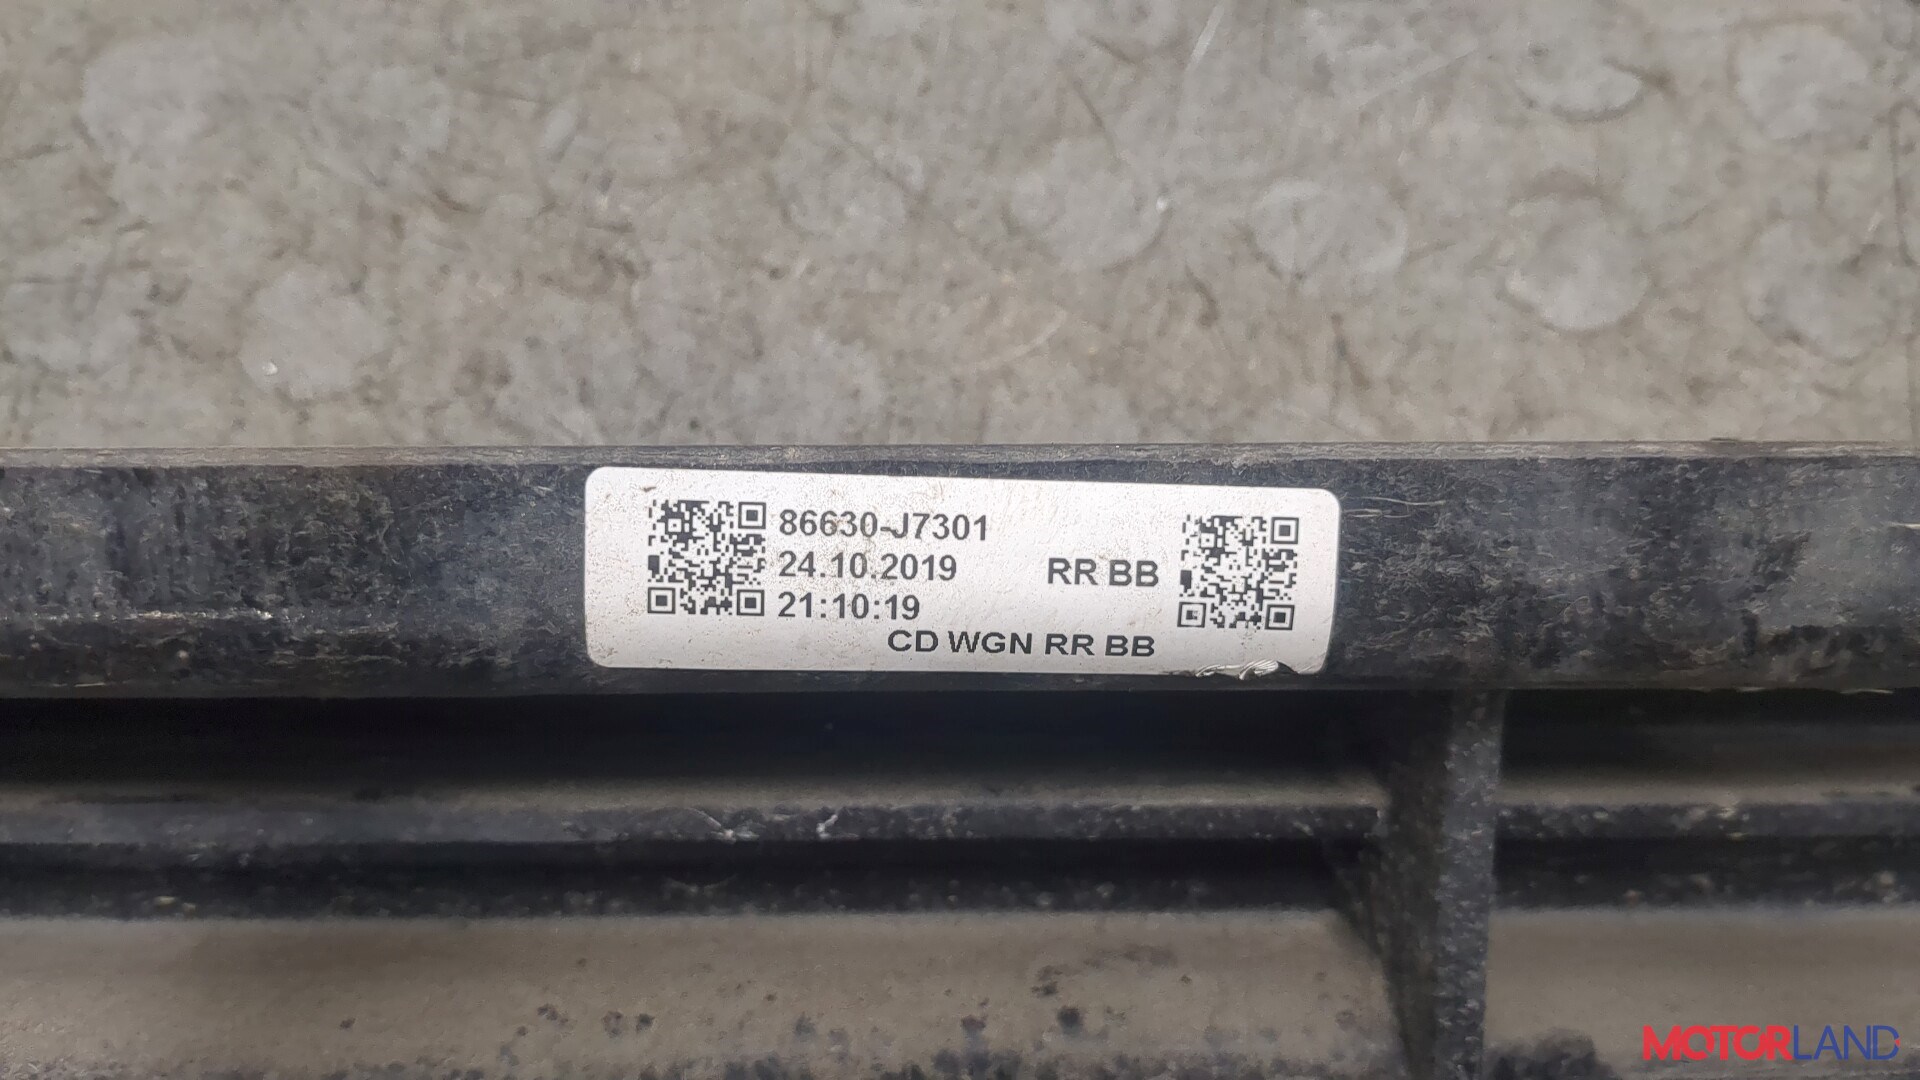 86630-J7301
24.10.2019
RR BB
21:10:19
CD WGN RR BB
MOTORLAND